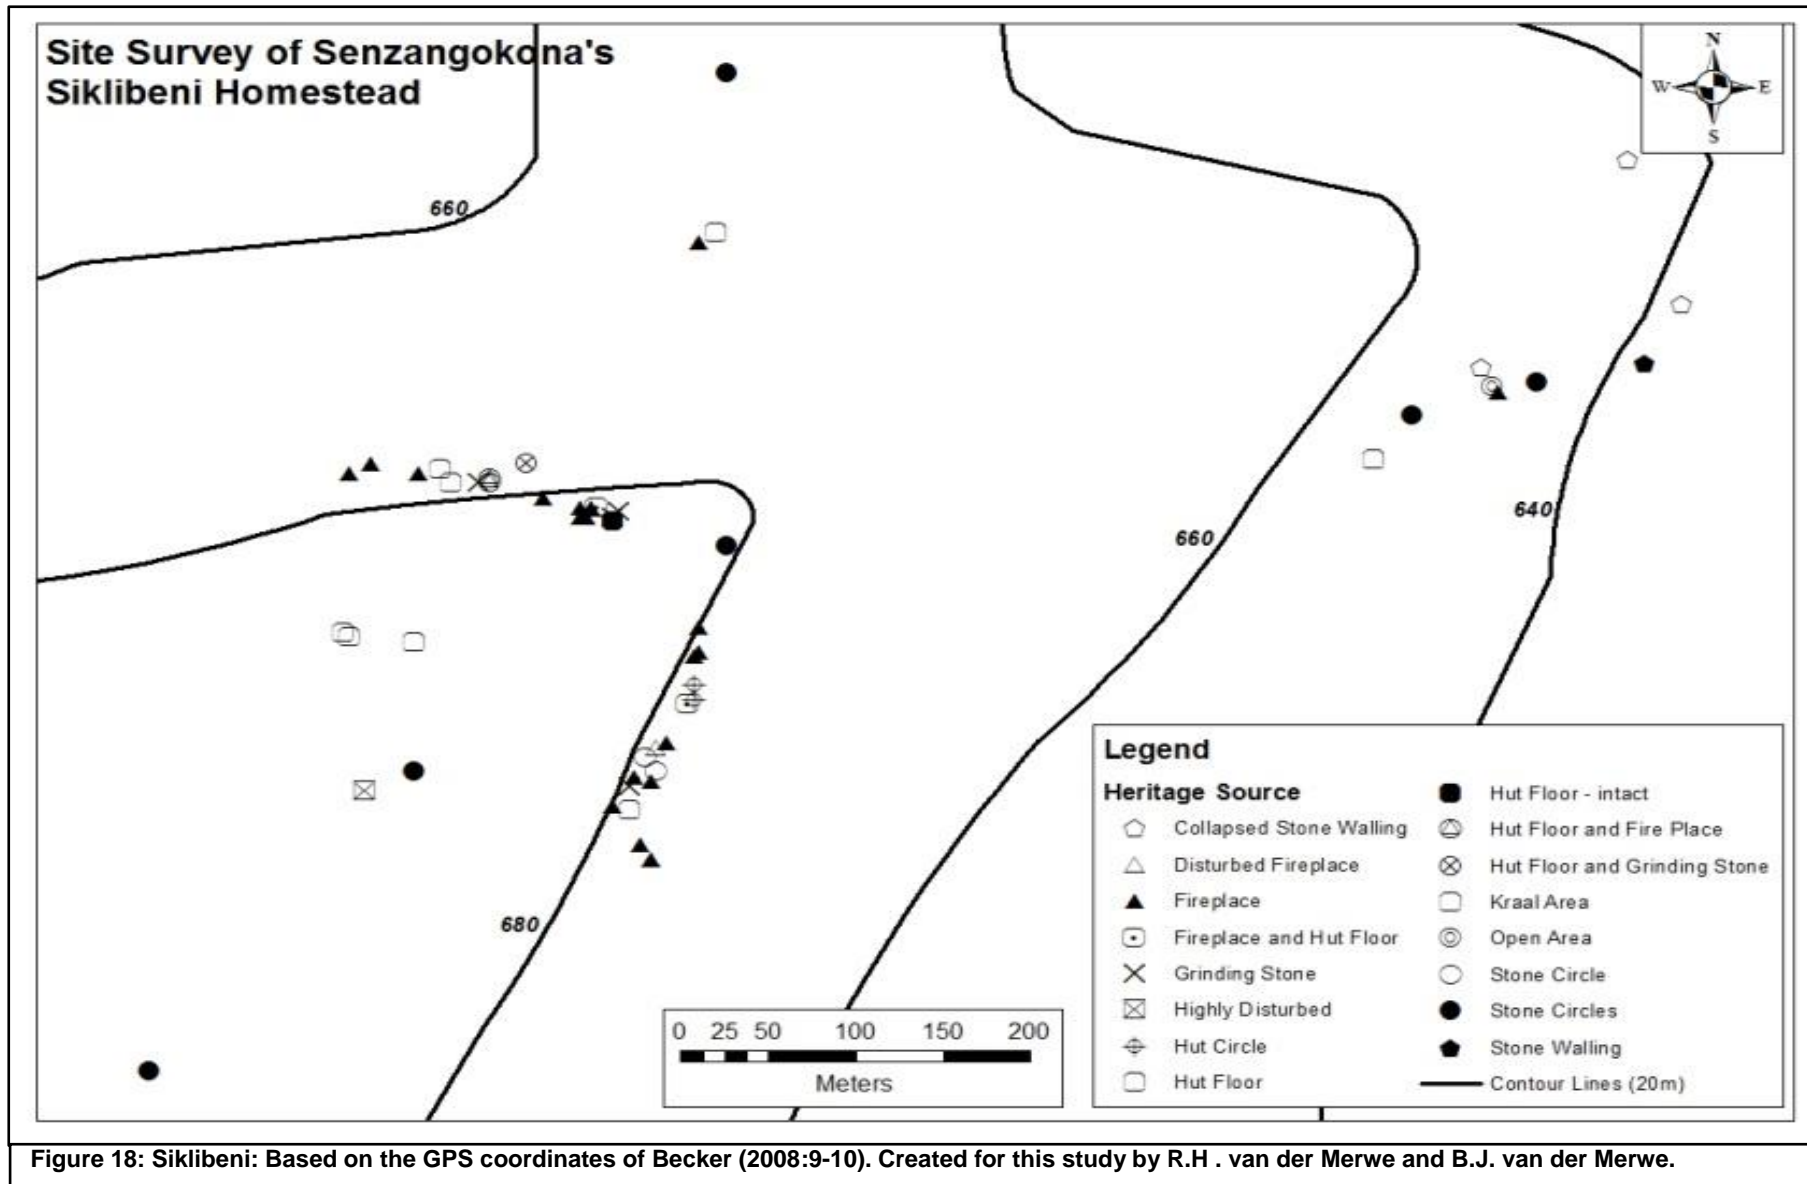 Site Survey of Senzangokona's
Siklibeni Homestead
N
W E
S
660
660
640
680
0 25 50 100 150 200
Meters
Legend
Heritage Source
Collapsed Stone Walling
Disturbed Fireplace
Fireplace
Fireplace and Hut Floor
Grinding Stone
Highly Disturbed
Hut Circle
Hut Floor
Hut Floor - intact
Hut Floor and Fire Place
Hut Floor and Grinding Stone
Kraal Area
Open Area
Stone Circle
Stone Circles
Stone Walling
Contour Lines (20m)
Figure 18: Siklibeni: Based on the GPS coordinates of Becker (2008:9-10). Created for this study by R.H . van der Merwe and B.J. van der Merwe.